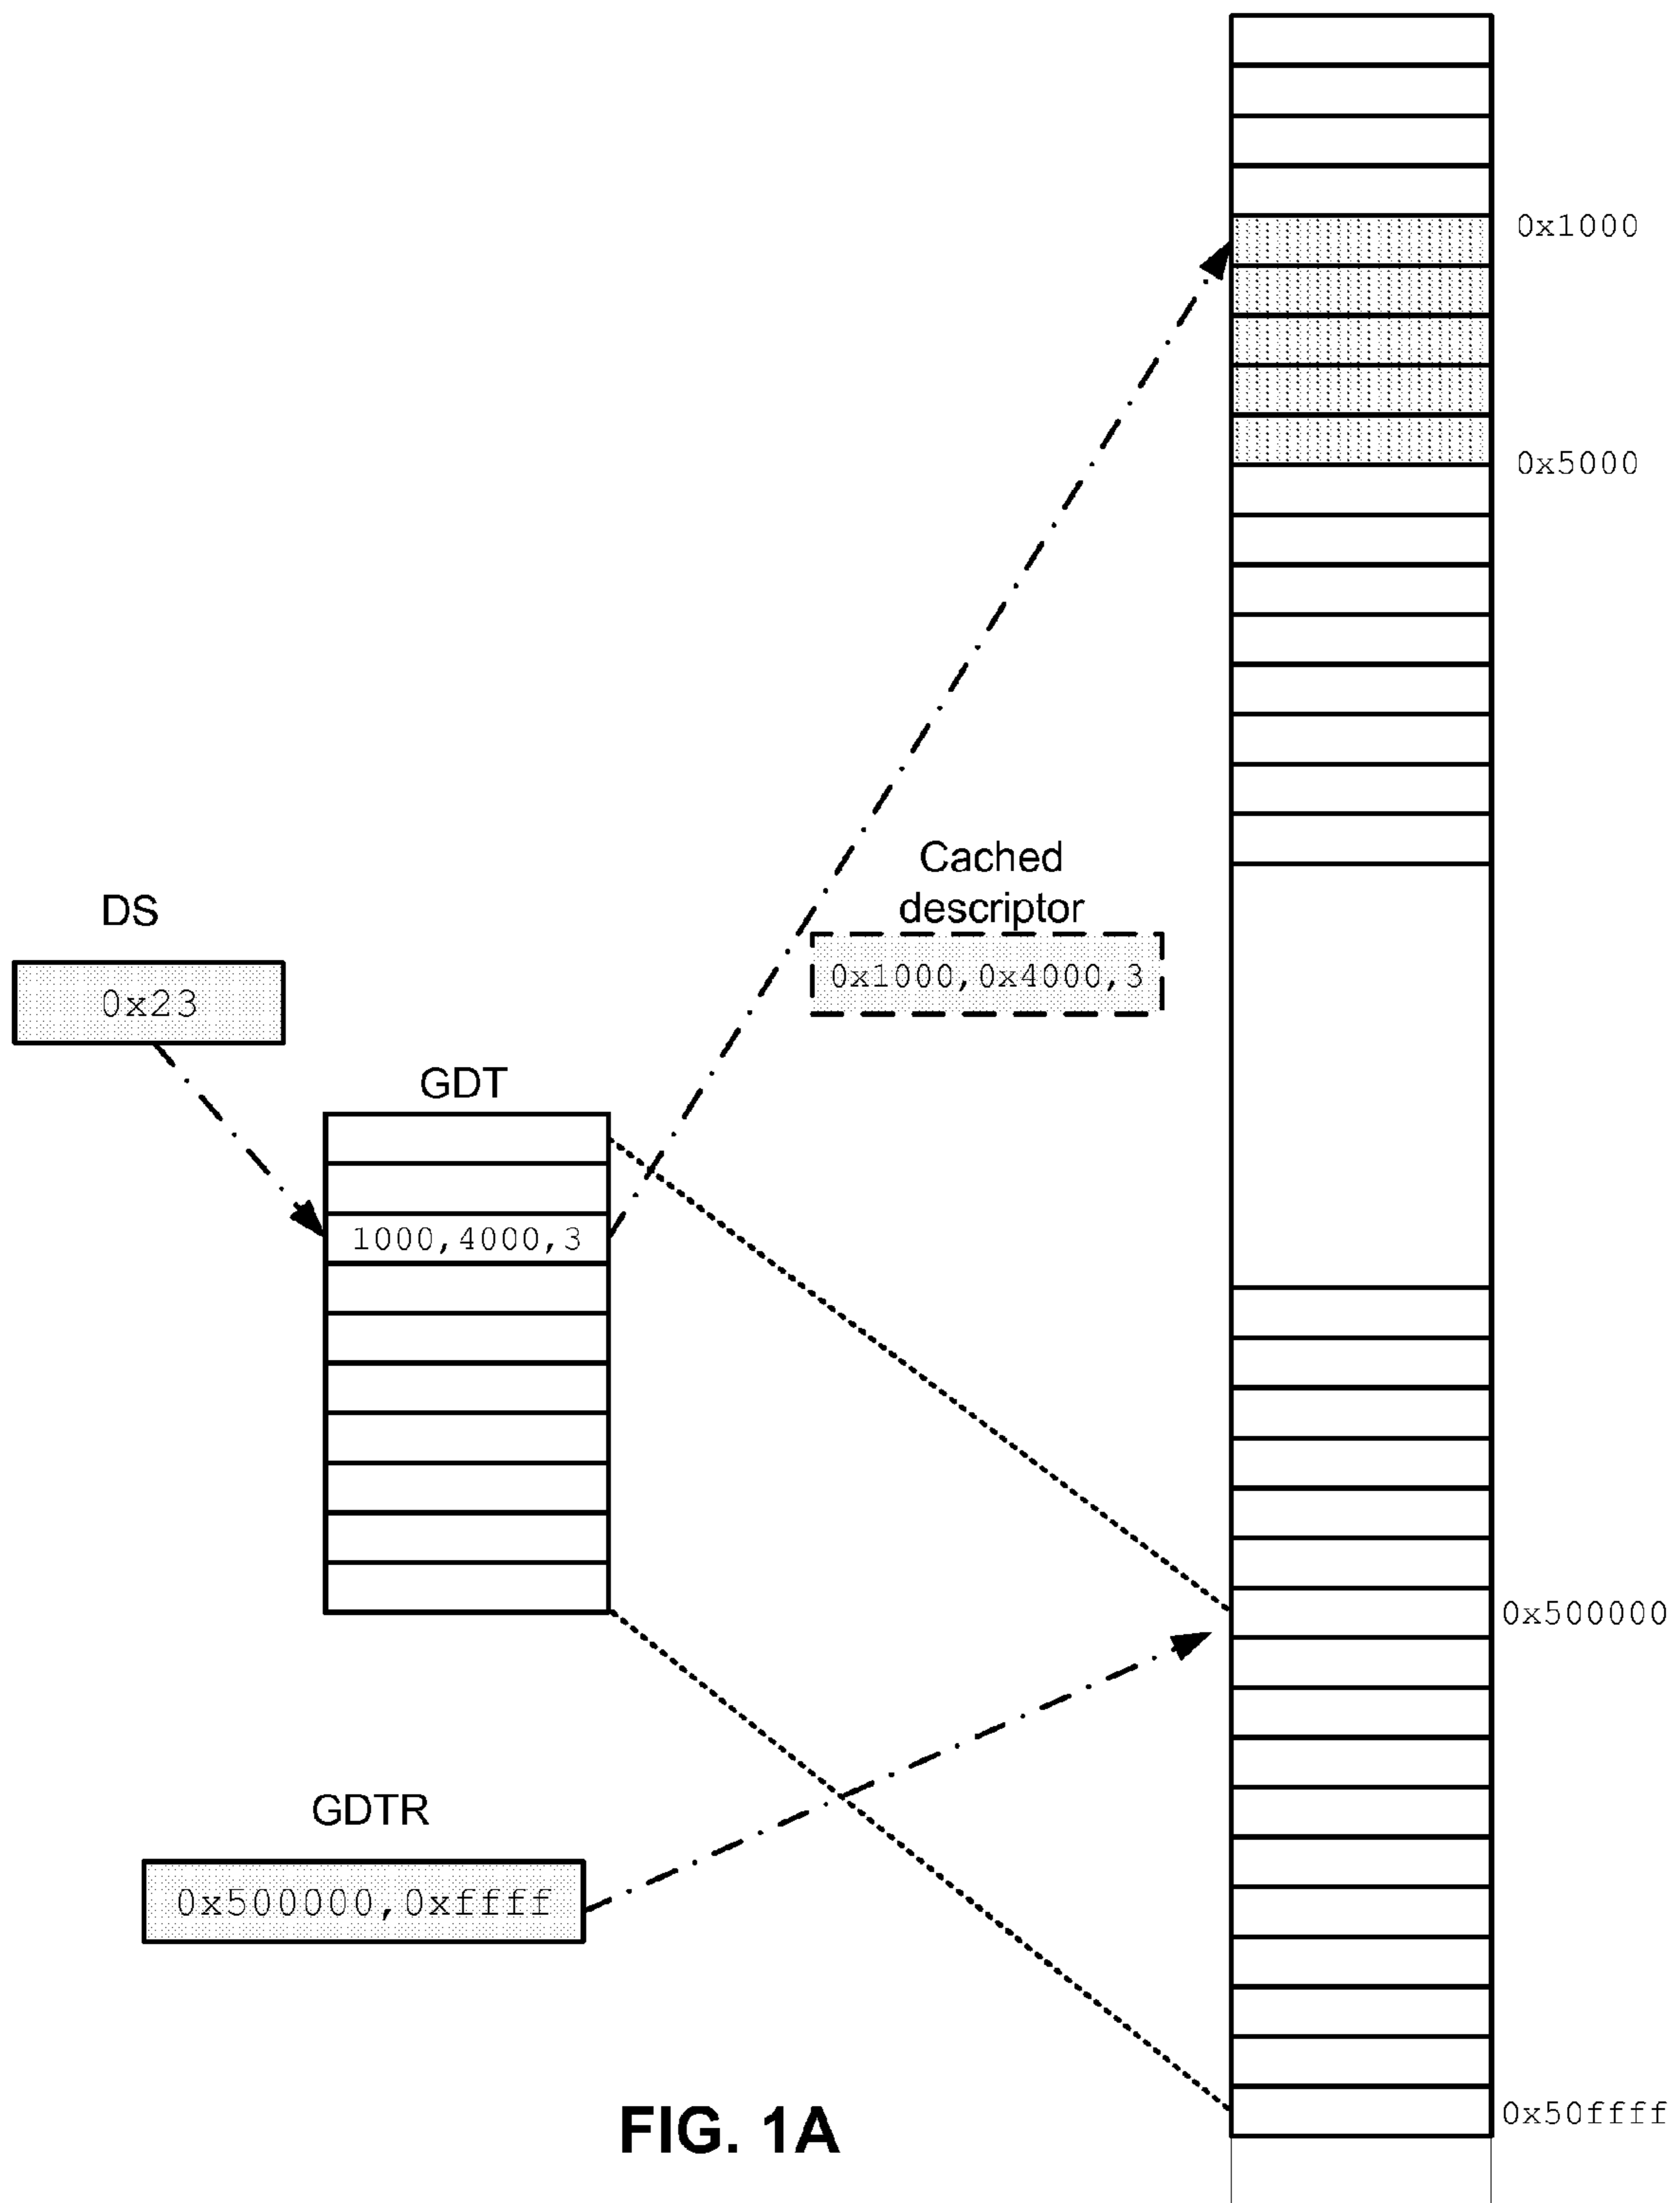 0x1000
0x5000
Cached
descriptor
0x1000,0x4000,3
DS
0x23
GDT
1000,4000,3
0x500000
GDTR
0x500000,0xffff
0x50ffff
FIG. 1A